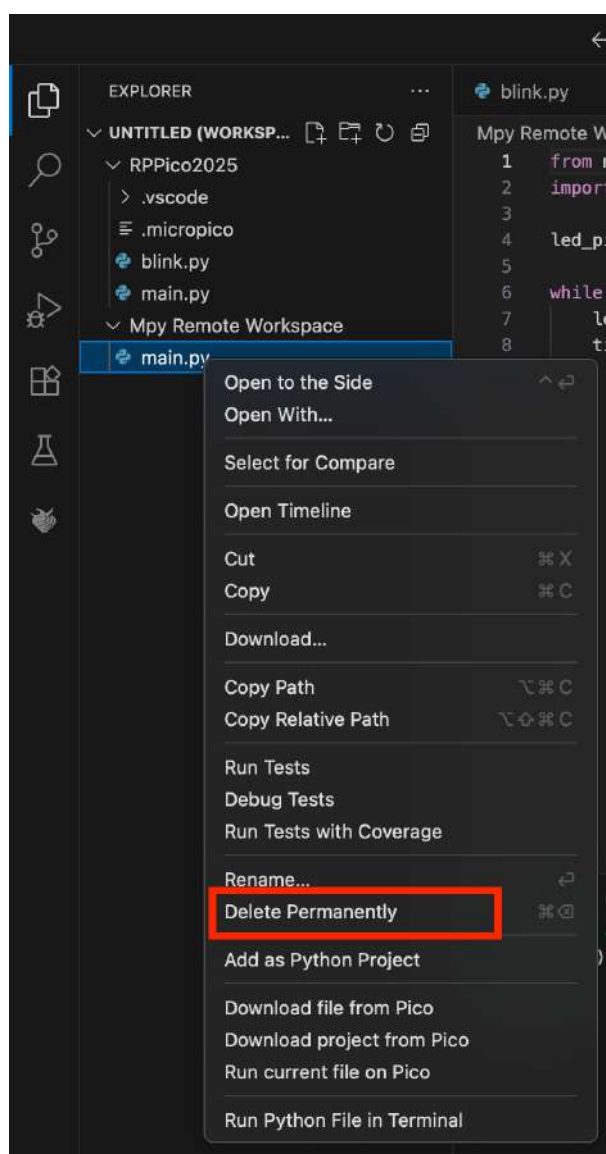 EXPLORER
blink.py
UNTITLED (WORKSP...
Mpy Remote W
RPPico2025
.vscode
.micropico
blink.py
main.py
Mpy Remote Workspace
main.py
1 from
2 import
3
4 led_pi
5
6 while
7 le
8 t
Open to the Side ^ ⏎
Open With...
Select for Compare
Open Timeline
Cut ⌘ X
Copy ⌘ C
Download...
Copy Path ⌥ ⌘ C
Copy Relative Path ⌥ ⇧ ⌘ C
Run Tests
Debug Tests
Run Tests with Coverage
Rename... ⏎
Delete Permanently ⌘ ⌫
Add as Python Project
Download file from Pico
Download project from Pico
Run current file on Pico
Run Python File in Terminal